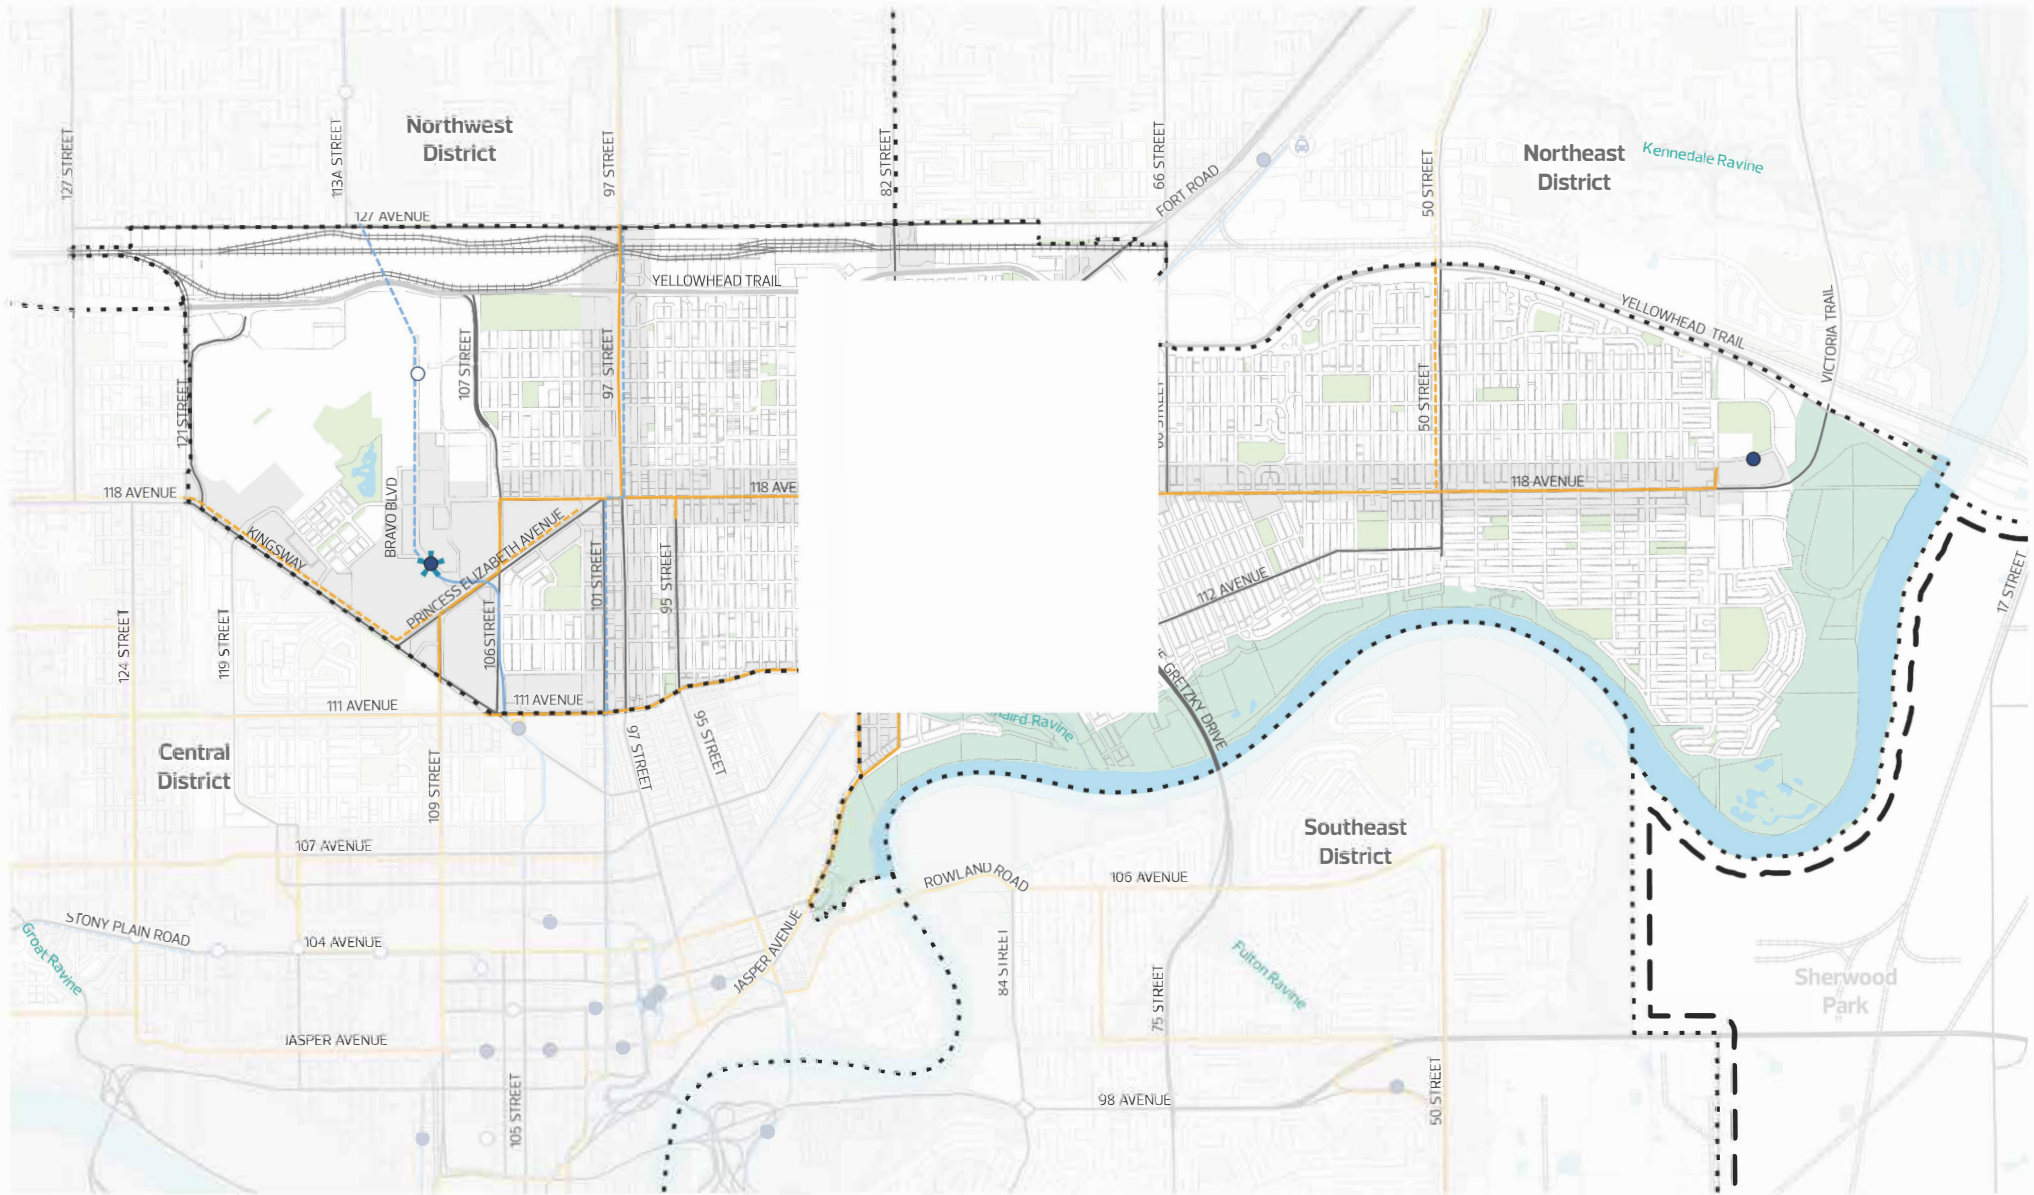 Northwest
District
Northeast
District
Kennedale Ravine
127 STREET
113A STREET
97 STREET
82 STREET
66 STREET
50 STREET
FORT ROAD
127 AVENUE
YELLOWHEAD TRAIL
YELLOWHEAD TRAIL
VICTORIA TRAIL
121 STREET
107 STREET
97 STREET
50 STREET
118 AVENUE
118 AVE
118 AVENUE
BRAVO BLVD
KINGSWAY
PRINCESS ELIZABETH AVENUE
101 STREET
95 STREET
106 STREET
112 AVENUE
17 STREET
124 STREET
119 STREET
111 AVENUE
111 AVENUE
GRETZKY DRIVE
Ravine
Central
District
109 STREET
97 STREET
95 STREET
107 AVENUE
Southeast
District
ROWLAND ROAD
106 AVENUE
STONY PLAIN ROAD
Groat Ravine
104 AVENUE
JASPER AVENUE
84 STREET
75 STREET
Fulton Ravine
Sherwood
Park
JASPER AVENUE
105 STREET
98 AVENUE
50 STREET